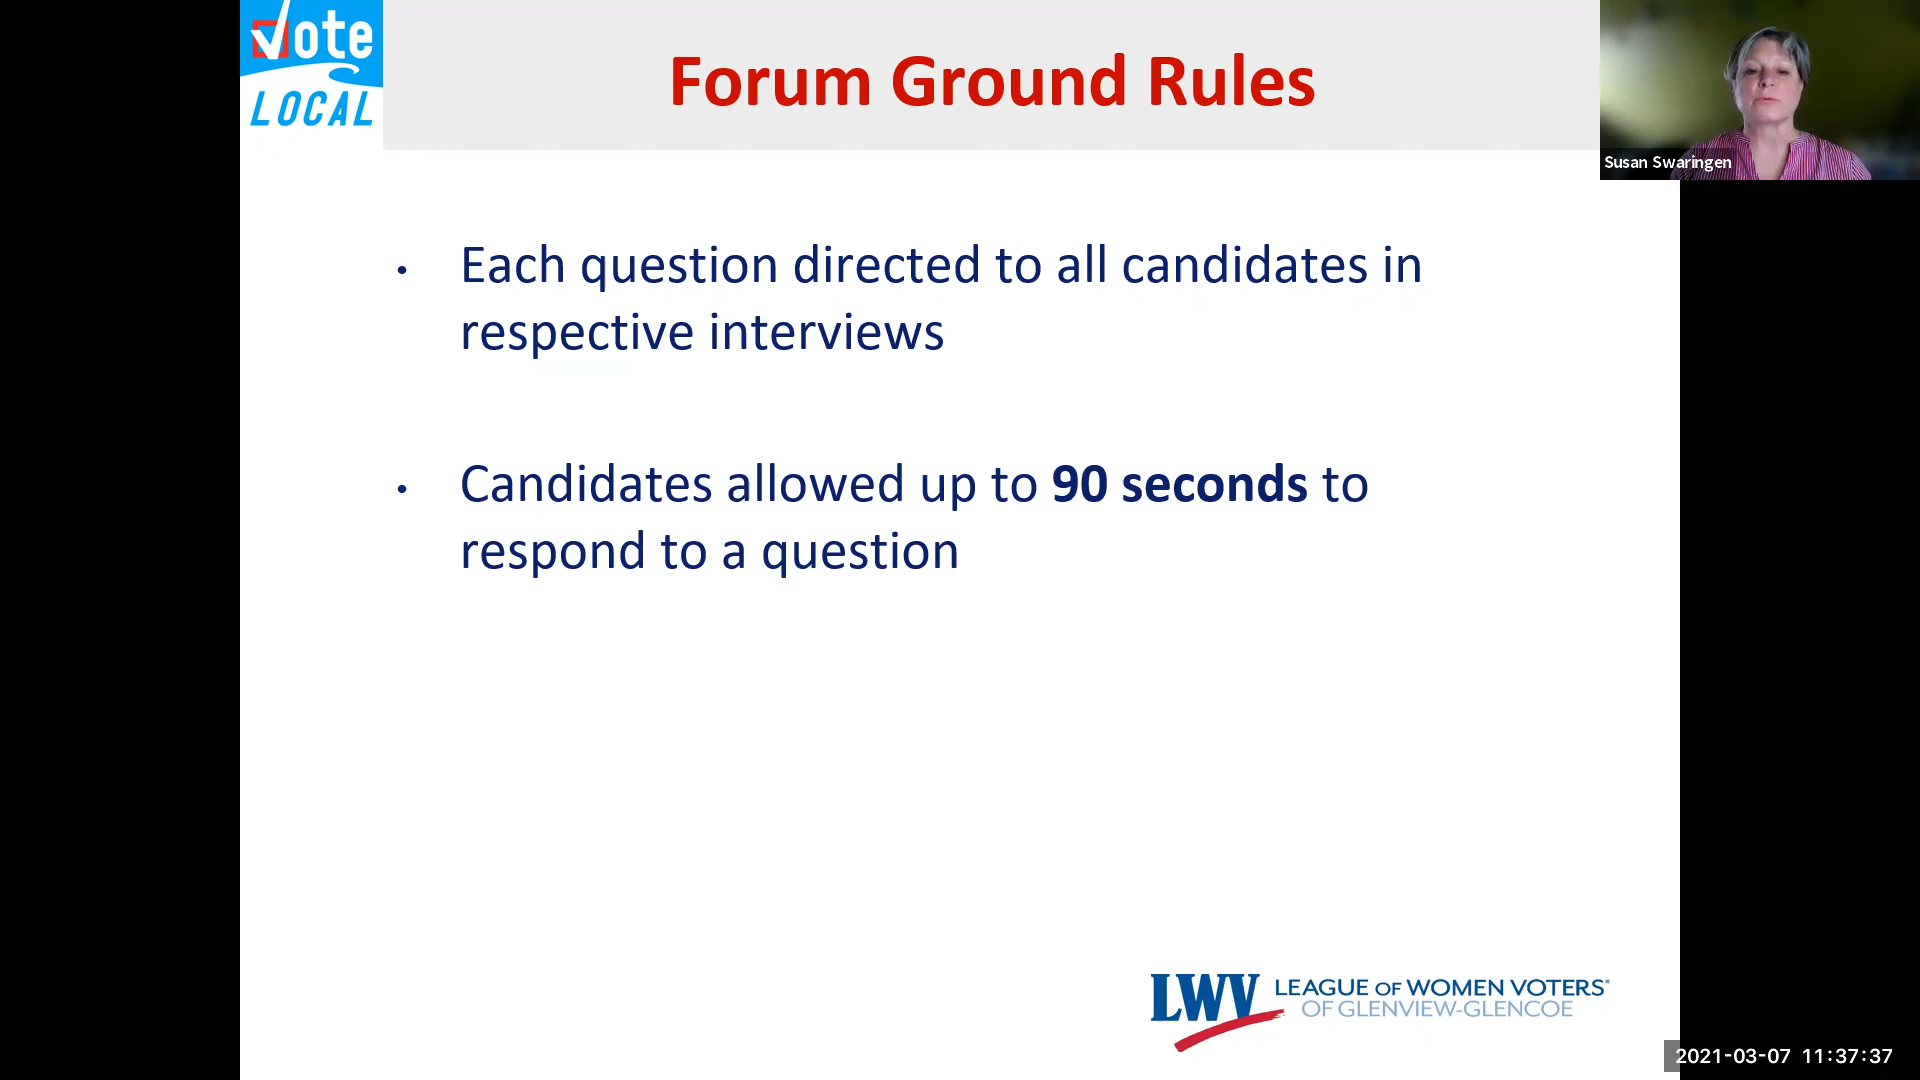 Vote
LOCAL
Forum Ground Rules
Susan Swaringen
• Each question directed to all candidates in
respective interviews
• Candidates allowed up to 90 seconds to
respond to a question
LWV LEAGUE OF WOMEN VOTERS®
OF GLENVIEW-GLENCOE
2021-03-07 11:37:37